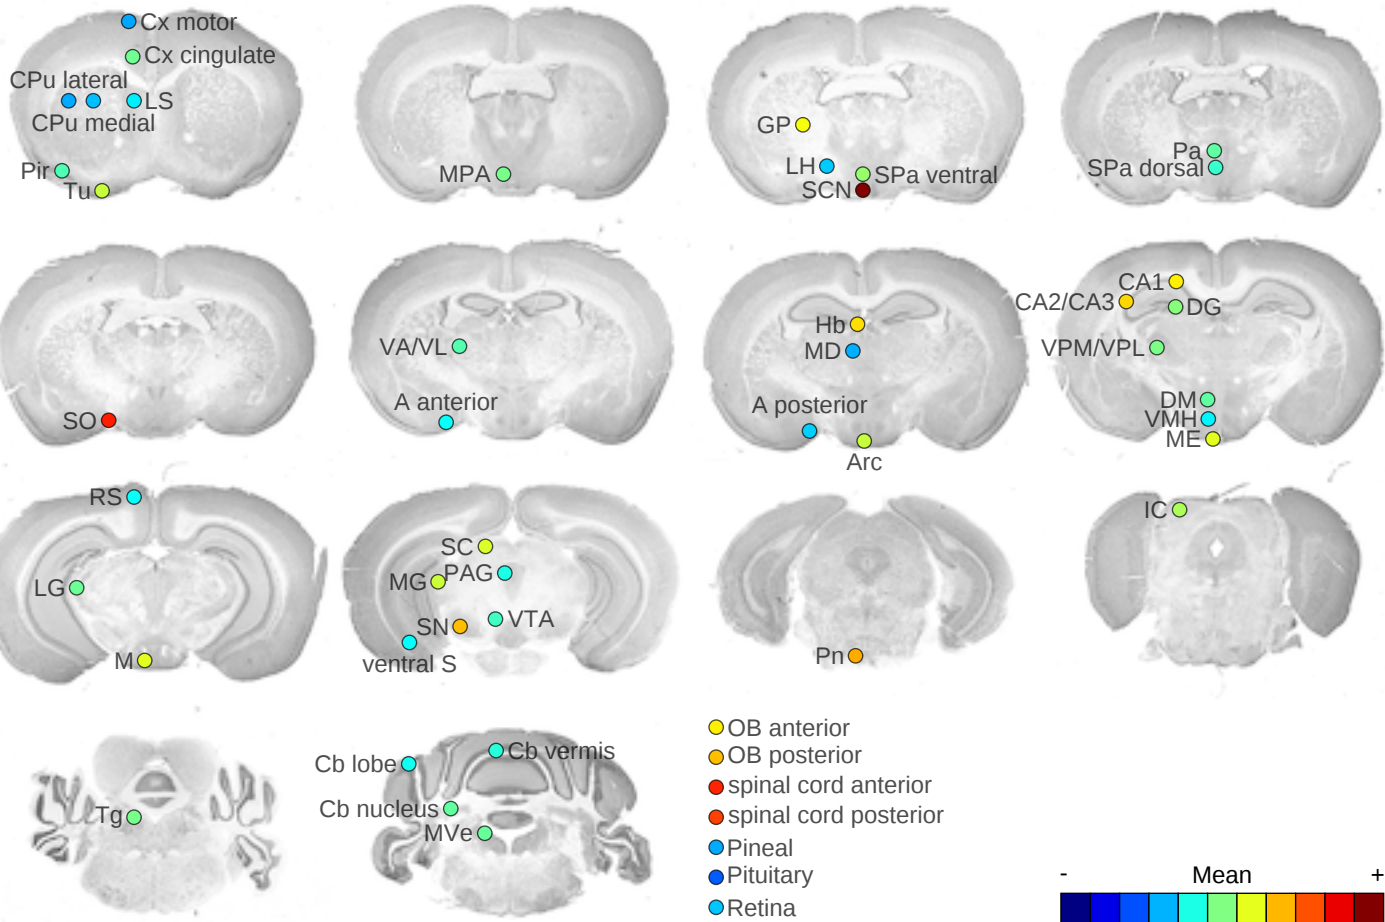 Cx motor
Cx cingulate
CPu lateral
LS
CPu medial
Pir
Tu
MPA
GP
LH
SPa ventral
SCN
Pa
SPa dorsal
SO
VA/VL
A anterior
Hb
MD
A posterior
Arc
CA1
CA2/CA3
DG
VPM/VPL
DM
VMH
ME
RS
LG
M
SC
PAG
MG
VTA
SN
ventral S
Pn
IC
Tg
Cb vermis
Cb lobe
Cb nucleus
MVe
OB anterior
OB posterior
spinal cord anterior
spinal cord posterior
Pineal
Pituitary
Retina
- Mean +